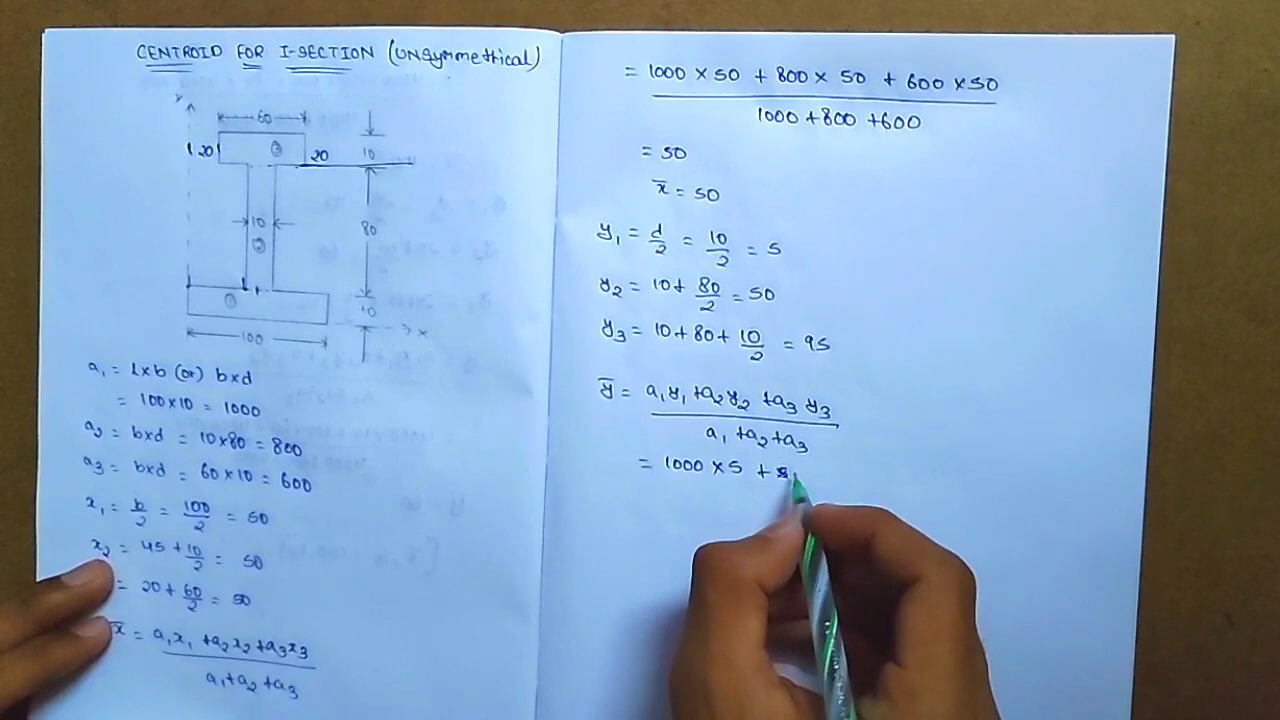 CENTROID FOR I-SECTION (UNSymmethical)
Y
60
20 ③ 20 10
10 80
②
① 10
100 x
a₁ = l×b (or) b×d
= 100×10 = 1000
a₂ = b×d = 10×80 = 800
a₃ = b×d = 60×10 = 600
x₁ = b/2 = 100/2 = 50
x₂ = 45 + 10/2 = 50
= 20 + 60/2 = 50
x̄ = a₁x₁ + a₂x₂ + a₃x₃
a₁+a₂+a₃
= 1000 × 50 + 800 × 50 + 600 × 50
1000 + 800 + 600
= 50
x̄ = 50
y₁ = d/2 = 10/2 = 5
y₂ = 10 + 80/2 = 50
y₃ = 10 + 80 + 10/2 = 95
ȳ = a₁y₁ + a₂y₂ + a₃y₃
a₁ + a₂ + a₃
= 1000 × 5 +